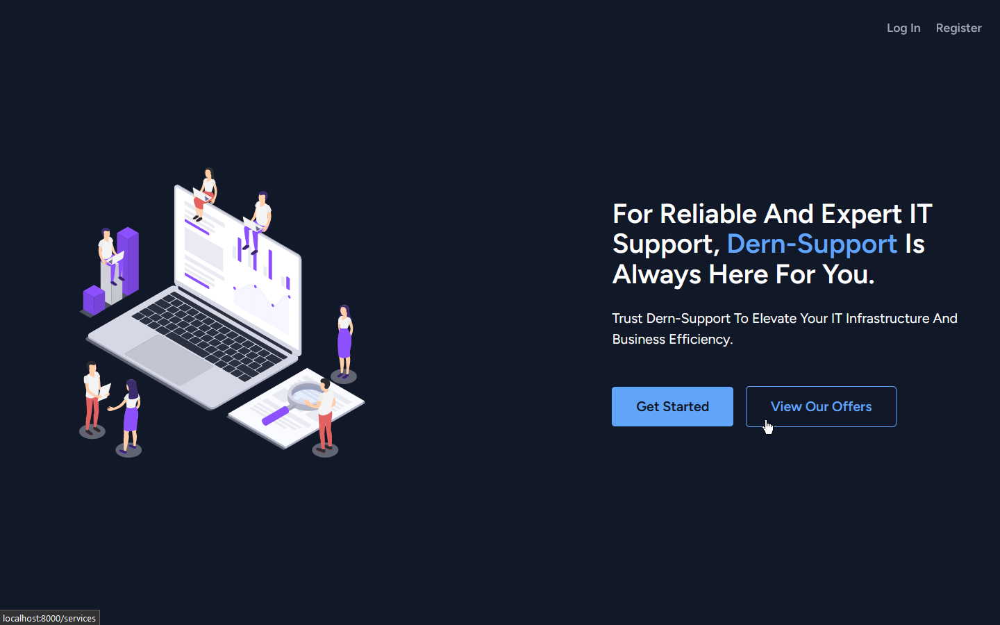 Log In Register
For Reliable And Expert IT
Support, Dern-Support Is
Always Here For You.
Trust Dern-Support To Elevate Your IT Infrastructure And
Business Efficiency.
Get Started View Our Offers
localhost:8000/services